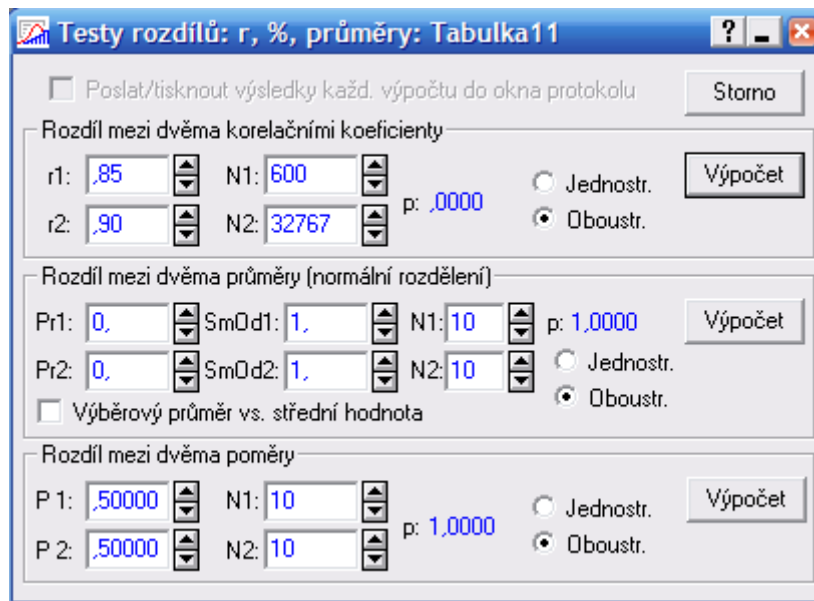 Testy rozdílů: r, %, průměry: Tabulka11
Poslat/tisknout výsledky každ. výpočtu do okna protokolu
Storno
Rozdíl mezi dvěma korelačními koeficienty
r1: ,85 N1: 600
r2: ,90 N2: 32767
p: ,0000
Jednostr.
Oboustr.
Výpočet
Rozdíl mezi dvěma průměry (normální rozdělení)
Pr1: 0, SmOd1: 1, N1: 10 p: 1,0000
Pr2: 0, SmOd2: 1, N2: 10
Jednostr.
Oboustr.
Výpočet
Výběrový průměr vs. střední hodnota
Rozdíl mezi dvěma poměry
P 1: ,50000 N1: 10
P 2: ,50000 N2: 10
p: 1,0000
Jednostr.
Oboustr.
Výpočet